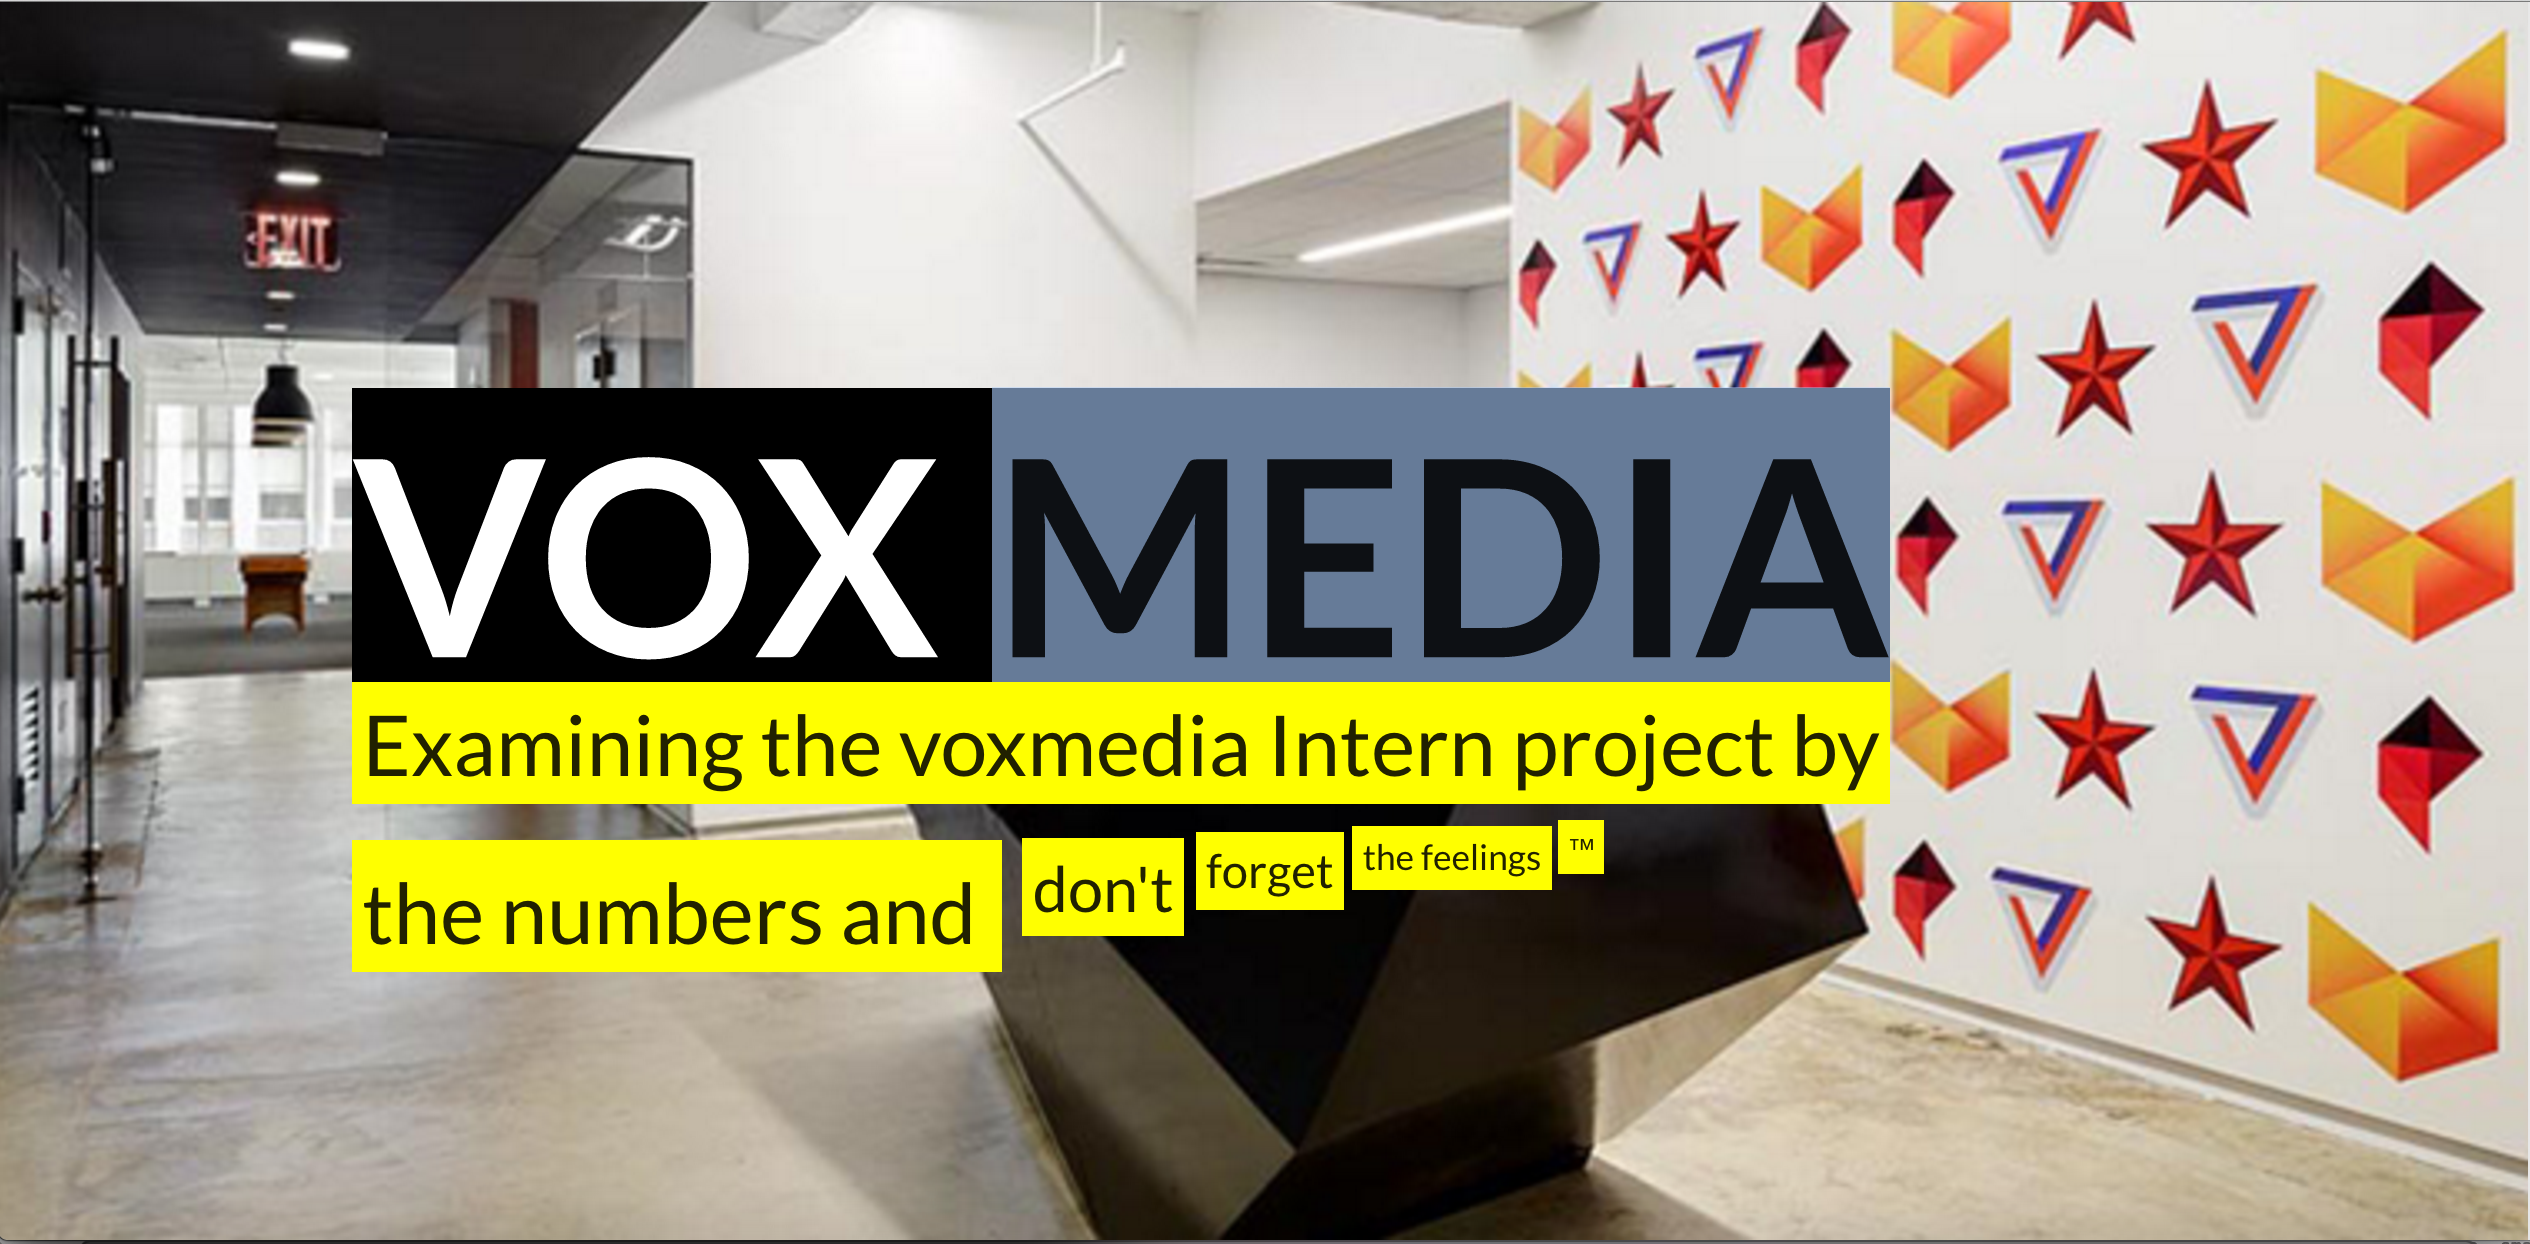 EXIT
VOX MEDIA
Examining the voxmedia Intern project by
the numbers and don't forget the feelings ™